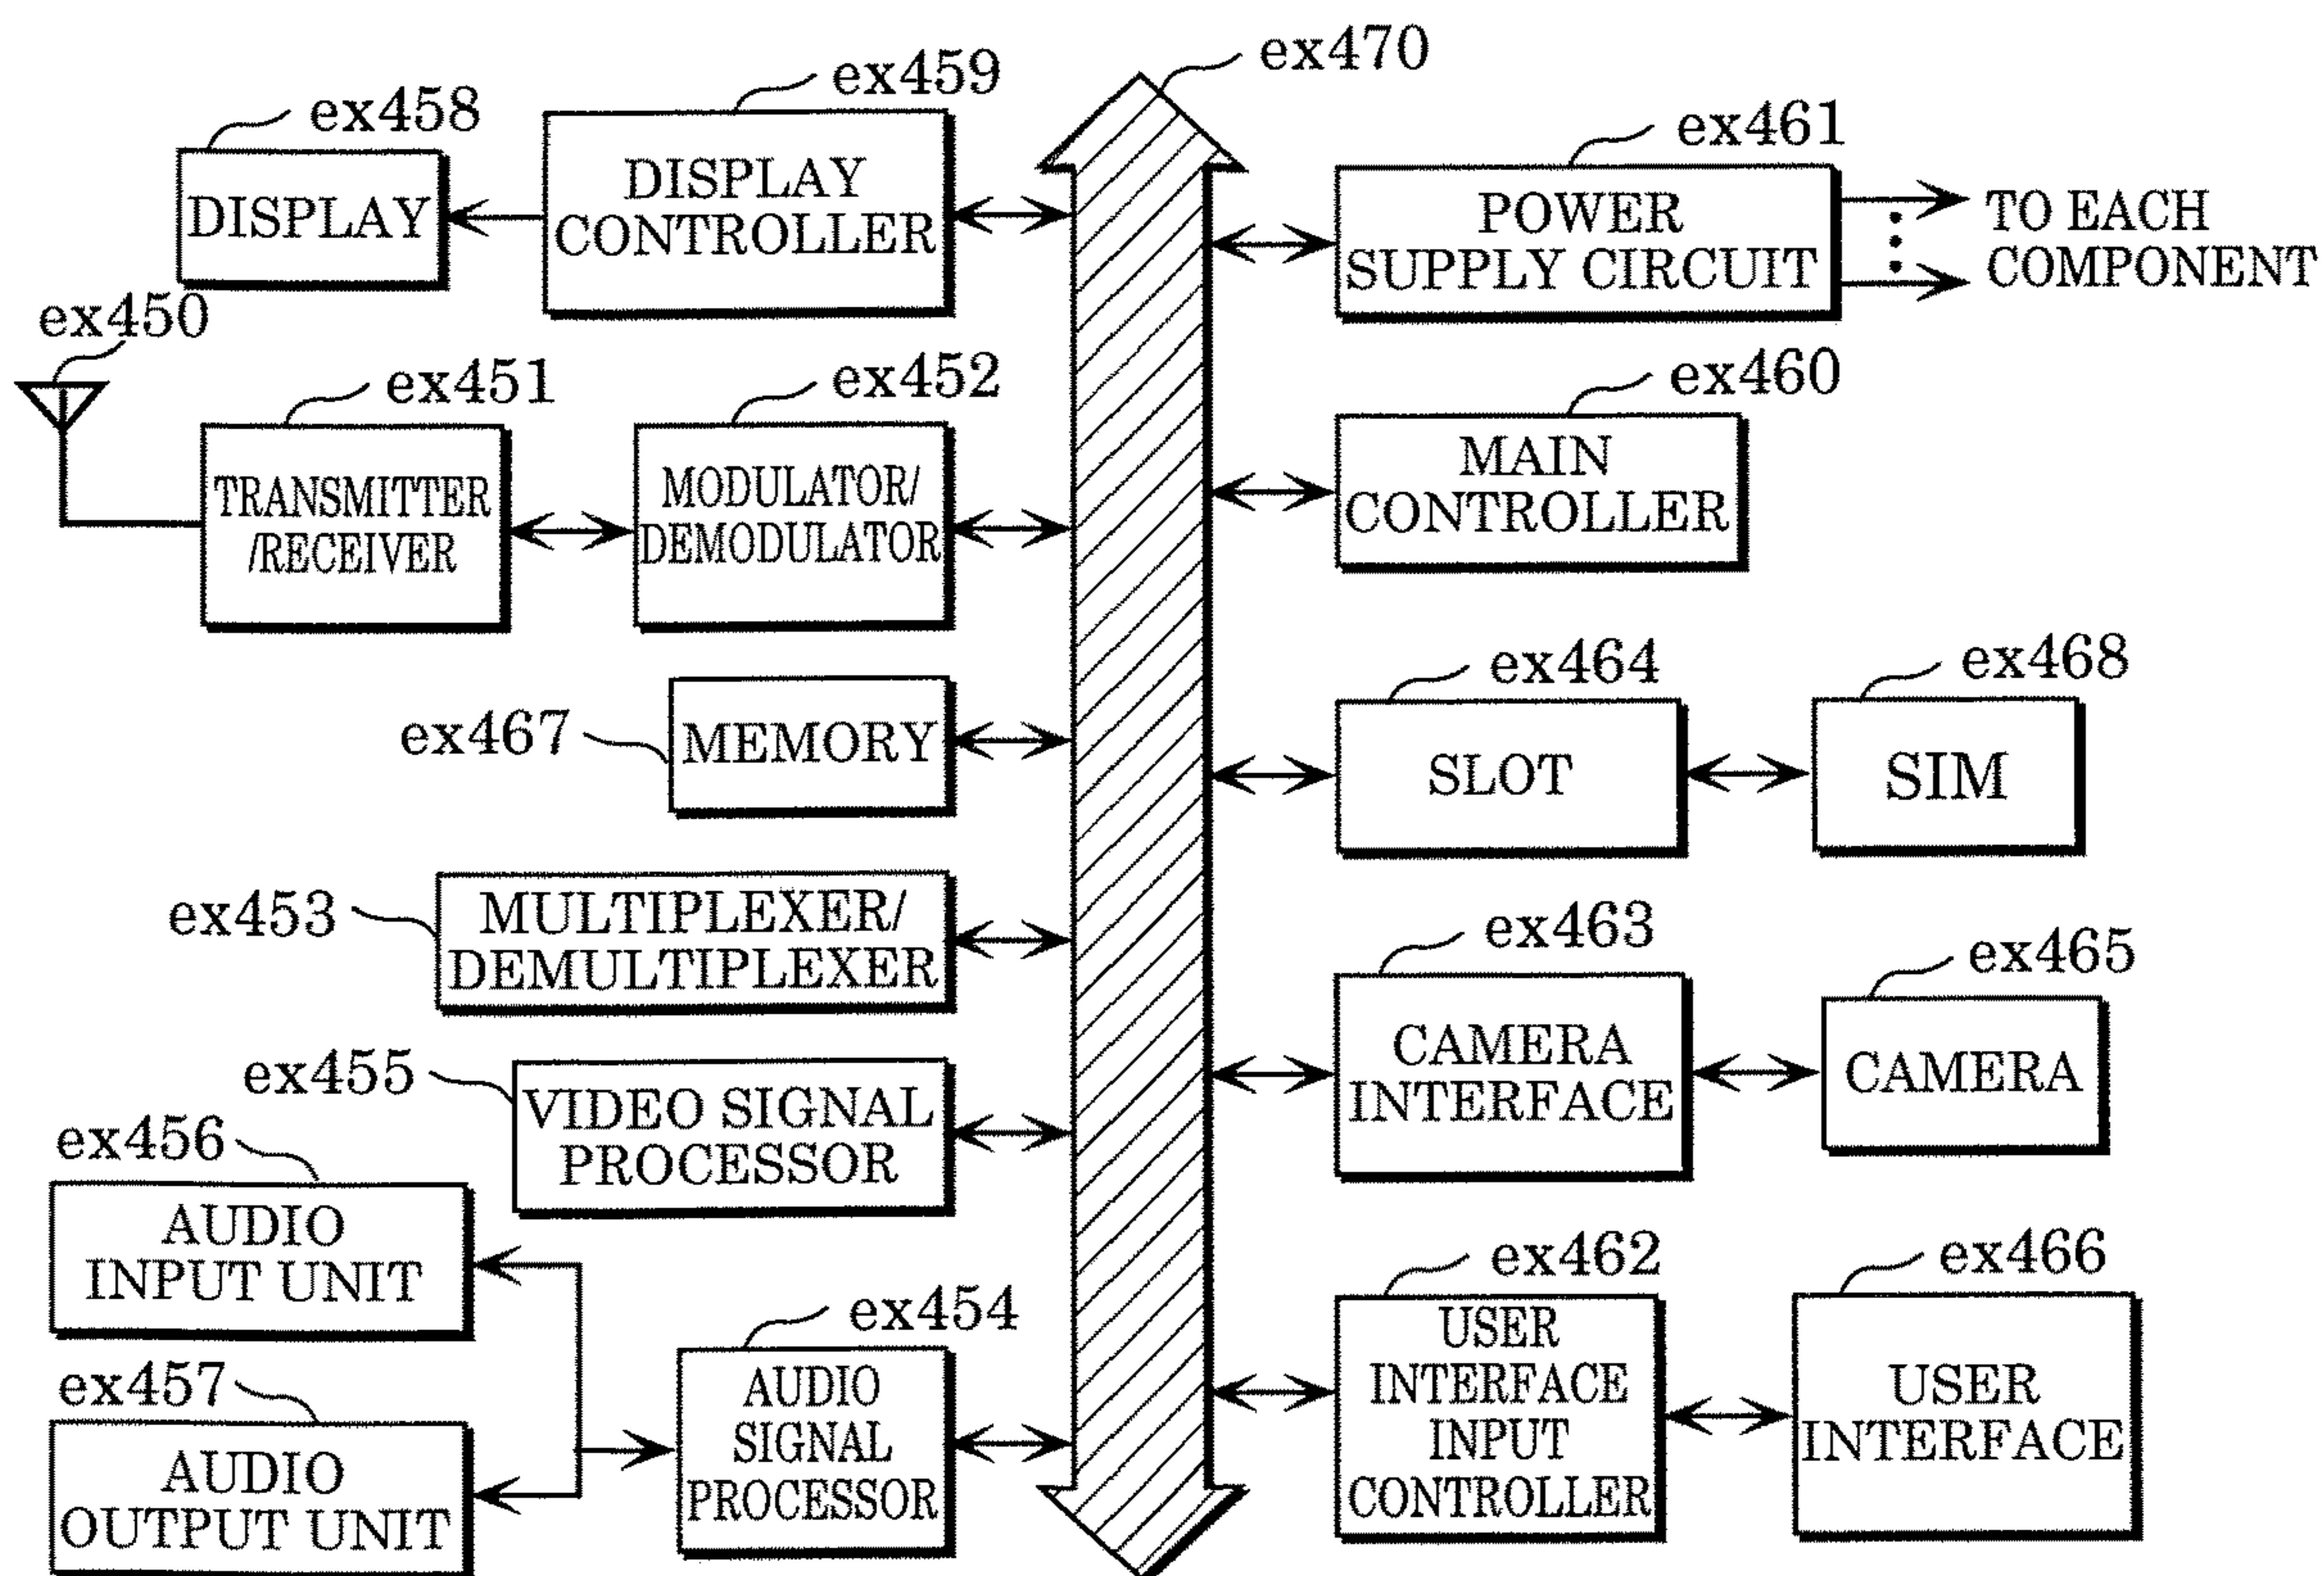 ex470
ex459
ex458
ex461
DISPLAY
CONTROLLER
DISPLAY
POWER
SUPPLY CIRCUIT
TO EACH
COMPONENT
ex450
ex451
ex452
ex460
TRANSMITTER
/RECEIVER
MODULATOR/
DEMODULATOR
MAIN
CONTROLLER
ex467
MEMORY
ex464
ex468
SLOT
SIM
ex453
MULTIPLEXER/
DEMULTIPLEXER
ex463
ex465
CAMERA
INTERFACE
CAMERA
ex455
VIDEO SIGNAL
PROCESSOR
ex456
AUDIO
INPUT UNIT
ex457
AUDIO
OUTPUT UNIT
ex454
AUDIO
SIGNAL
PROCESSOR
ex462
ex466
USER
INTERFACE
INPUT
CONTROLLER
USER
INTERFACE